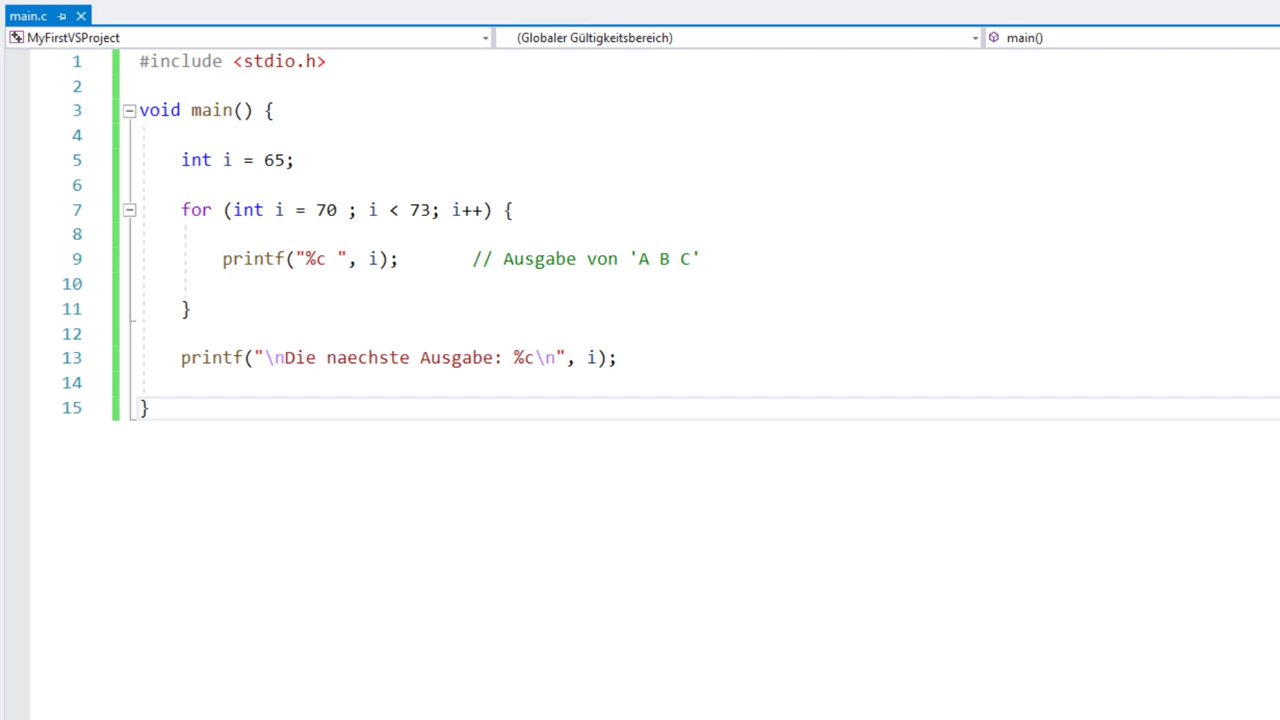 main.c
MyFirstVSProject (Globaler Gültigkeitsbereich) main()
1 #include <stdio.h>
2
3 void main() {
4
5 int i = 65;
6
7 for (int i = 70 ; i < 73; i++) {
8
9 printf("%c ", i); // Ausgabe von 'A B C'
10
11 }
12
13 printf("\nDie naechste Ausgabe: %c\n", i);
14
15 }